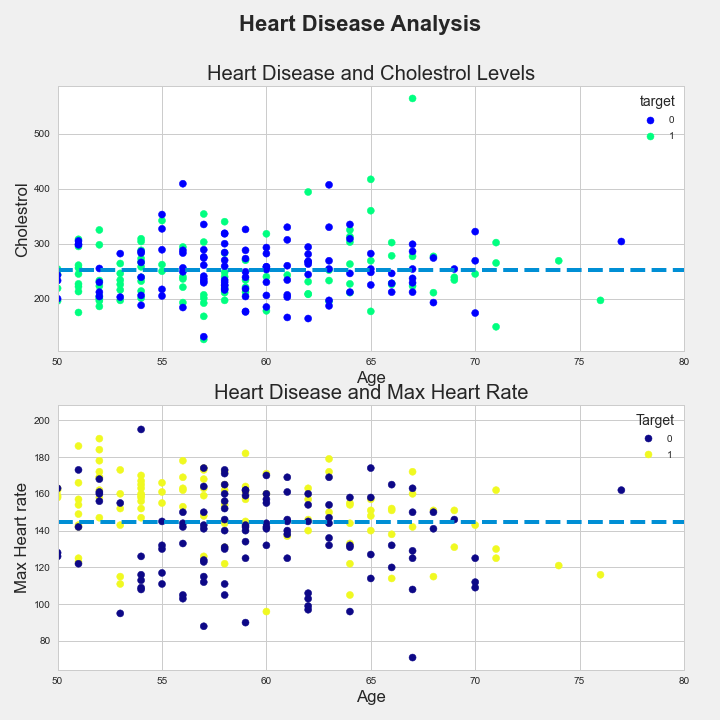 Heart Disease Analysis
Heart Disease and Cholestrol Levels
target
0
1
Cholestrol
500
400
300
200
50 55 60 65 70 75 80
Age
Heart Disease and Max Heart Rate
Target
0
1
Max Heart rate
200
180
160
140
120
100
80
50 55 60 65 70 75 80
Age